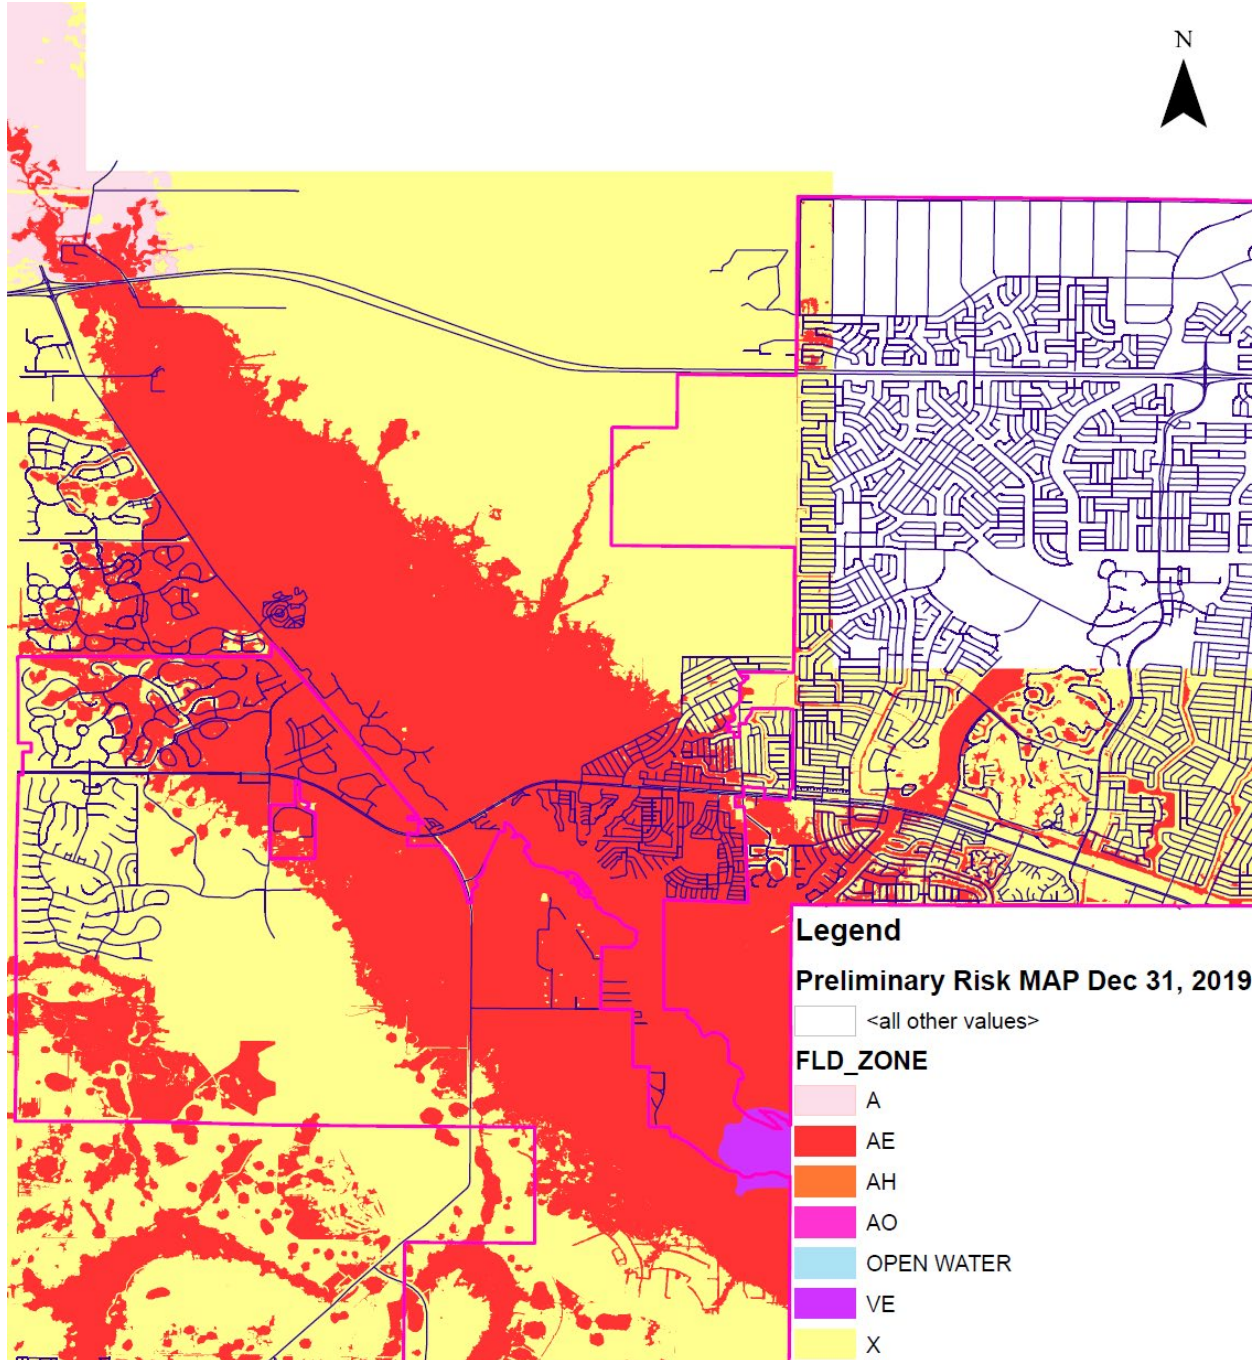 N
Legend
Preliminary Risk MAP Dec 31, 2019
<all other values>
FLD_ZONE
A
AE
AH
AO
OPEN WATER
VE
X